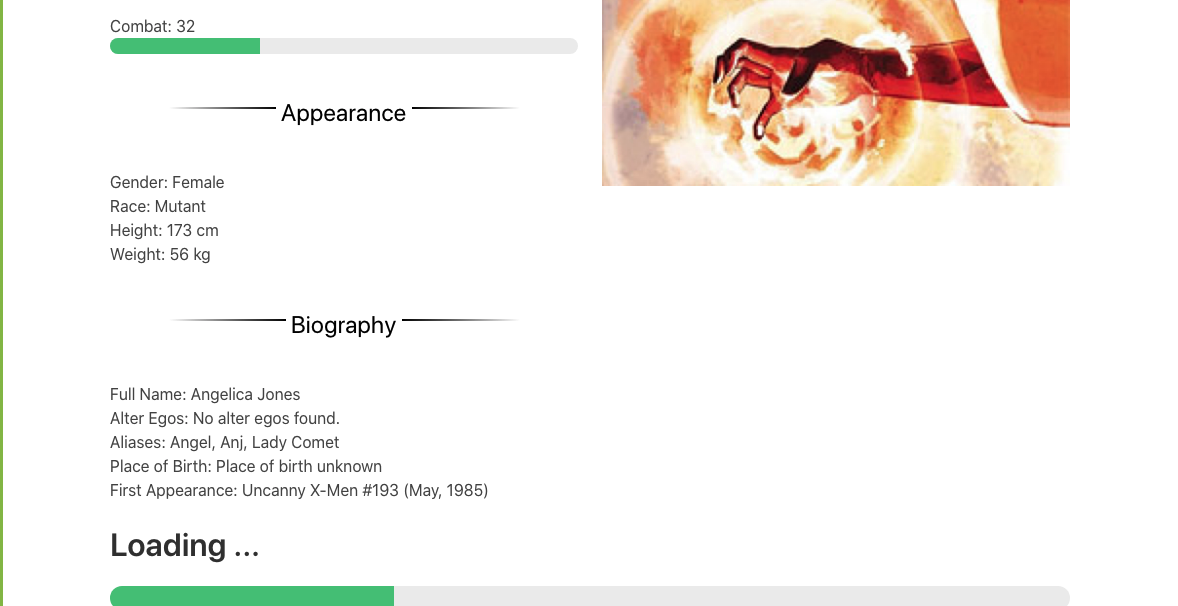 Combat: 32
Appearance
Gender: Female
Race: Mutant
Height: 173 cm
Weight: 56 kg
Biography
Full Name: Angelica Jones
Alter Egos: No alter egos found.
Aliases: Angel, Anj, Lady Comet
Place of Birth: Place of birth unknown
First Appearance: Uncanny X-Men #193 (May, 1985)
Loading ...